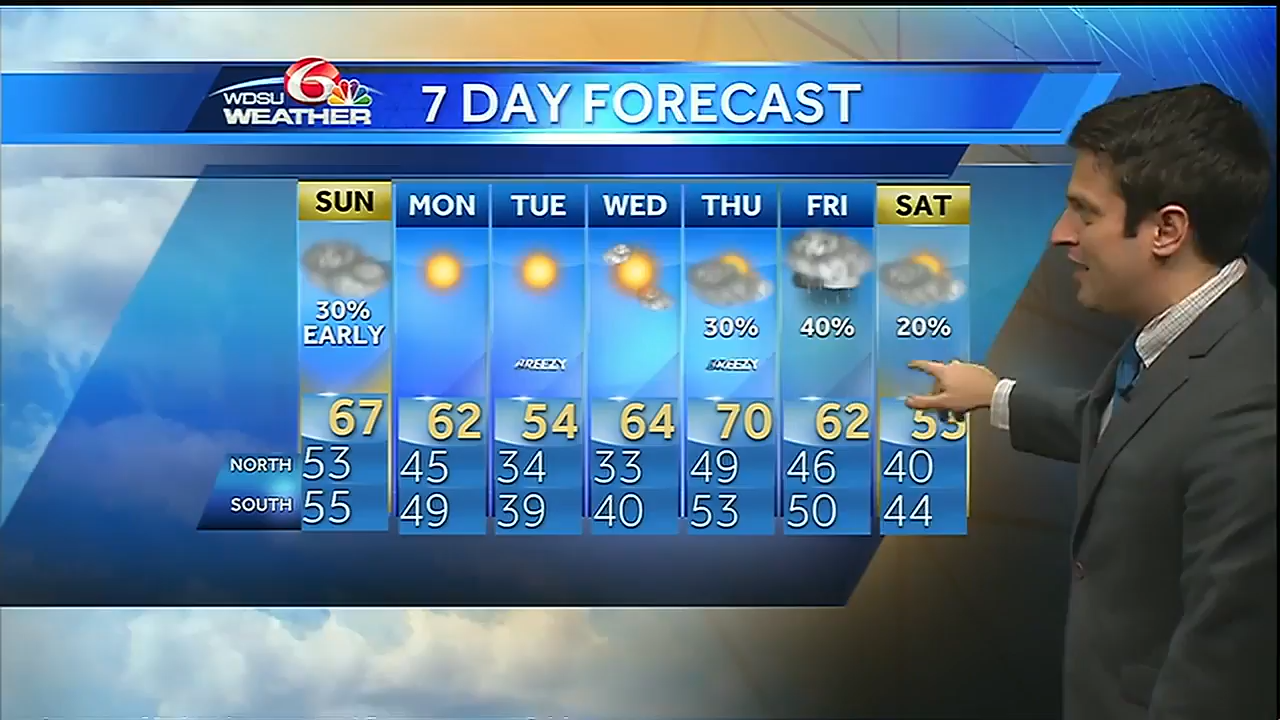 WDSU 6
WEATHER
7 DAY FORECAST
SUN MON TUE WED THU FRI SAT
30% EARLY 30% 40% 20%
BREEZY BREEZY
67 62 54 64 70 62
NORTH 53 45 34 33 49 46 40
SOUTH 55 49 39 40 53 50 44